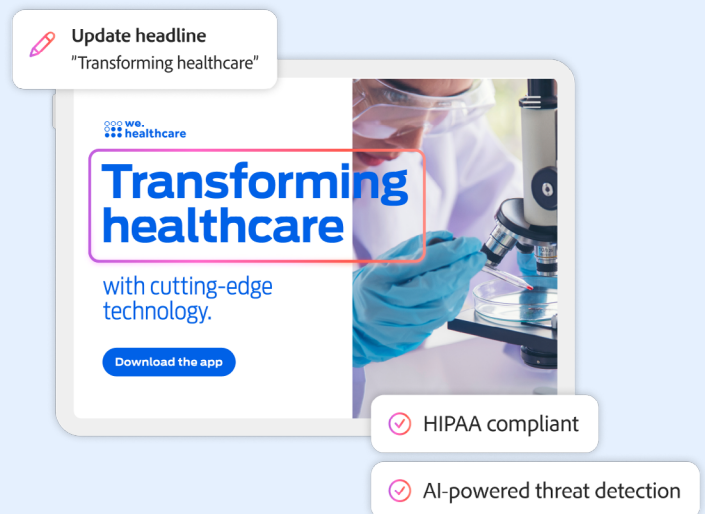 Update headline
"Transforming healthcare"
we.
healthcare
Transforming
healthcare
with cutting-edge
technology.
Download the app
HIPAA compliant
AI-powered threat detection